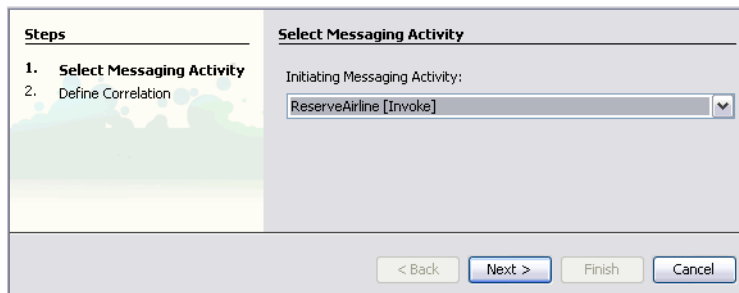 Steps
1. Select Messaging Activity
2. Define Correlation
Select Messaging Activity
Initiating Messaging Activity:
ReserveAirline [Invoke]
< Back
Next >
Finish
Cancel